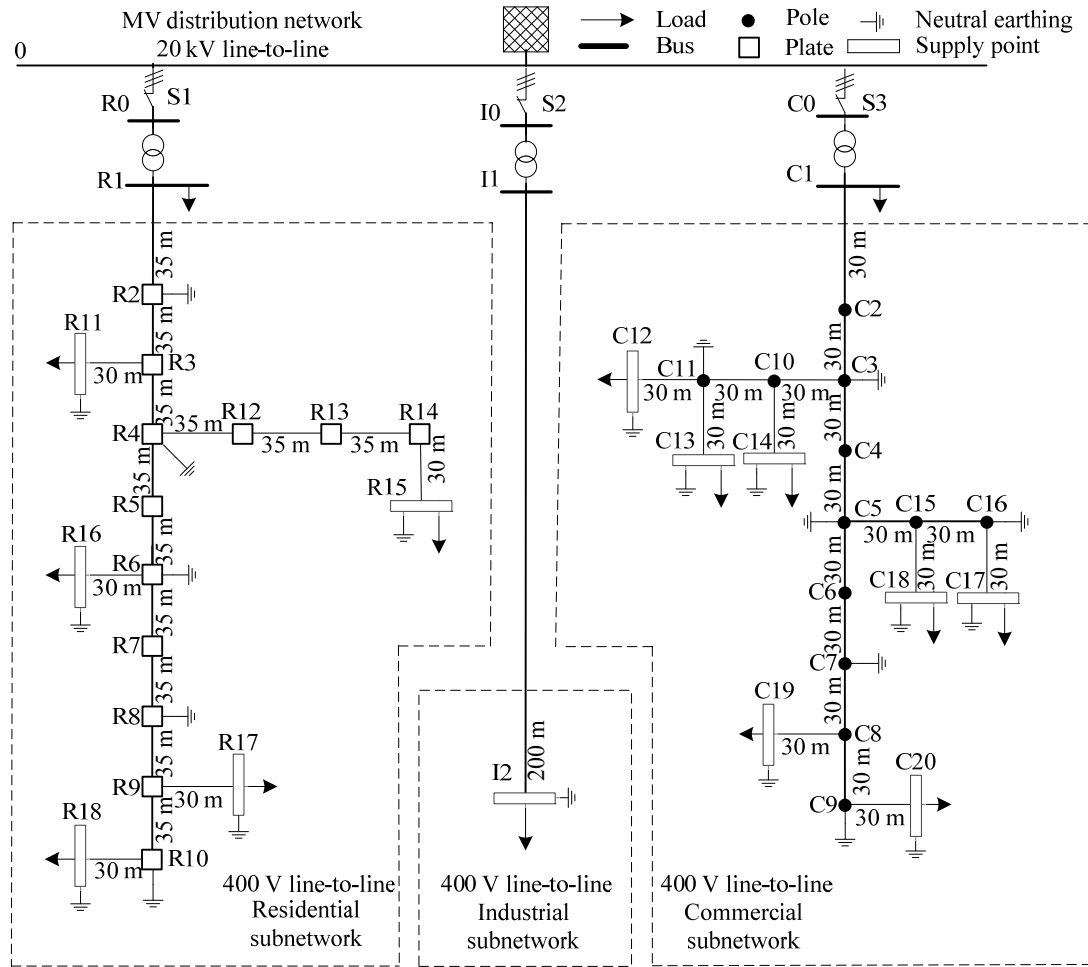 MV distribution network
0
20 kV line-to-line
Load
Pole
Neutral earthing
Bus
Plate
Supply point
R0
S1
I0
S2
C0
S3
R1
I1
C1
35 m
30 m
R2
C2
35 m
30 m
R11
R3
30 m
C12
C11
C10
C3
30 m
30 m
30 m
35 m
R4
35 m
R12
R13
R14
35 m
35 m
30 m
30 m
C13
30 m
C14
30 m
C4
35 m
R15
30 m
R5
C5
C15
C16
30 m
30 m
R16
35 m
R6
30 m
30 m
C18
30 m
C17
30 m
C6
35 m
30 m
R7
C7
35 m
30 m
R8
C19
C8
30 m
35 m
R17
R9
30 m
I2
200 m
30 m
C20
C9
30 m
R18
35 m
R10
30 m
400 V line-to-line
Residential
subnetwork
400 V line-to-line
Industrial
subnetwork
400 V line-to-line
Commercial
subnetwork